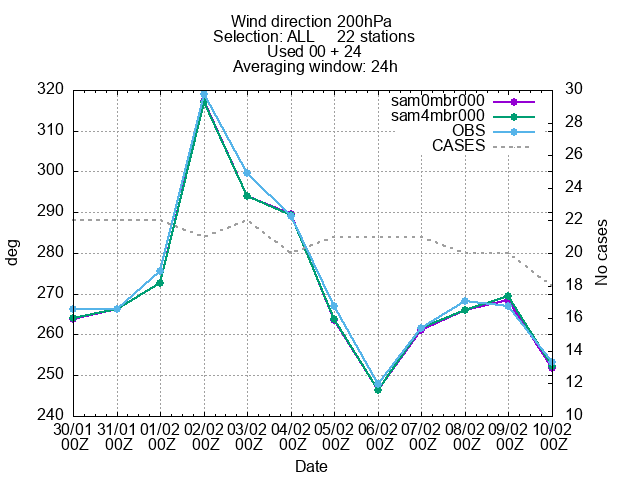 Wind direction 200hPa
Selection: ALL 22 stations
Used 00 + 24
Averaging window: 24h
320 30
310 28
300 26
290 24
280 22
270 20
260 18
250 16
240 14
12
10
sam0mbr000
sam4mbr000
OBS
CASES
deg
No cases
30/01 31/01 01/02 02/02 03/02 04/02 05/02 06/02 07/02 08/02 09/02 10/02
00Z 00Z 00Z 00Z 00Z 00Z 00Z 00Z 00Z 00Z 00Z 00Z
Date